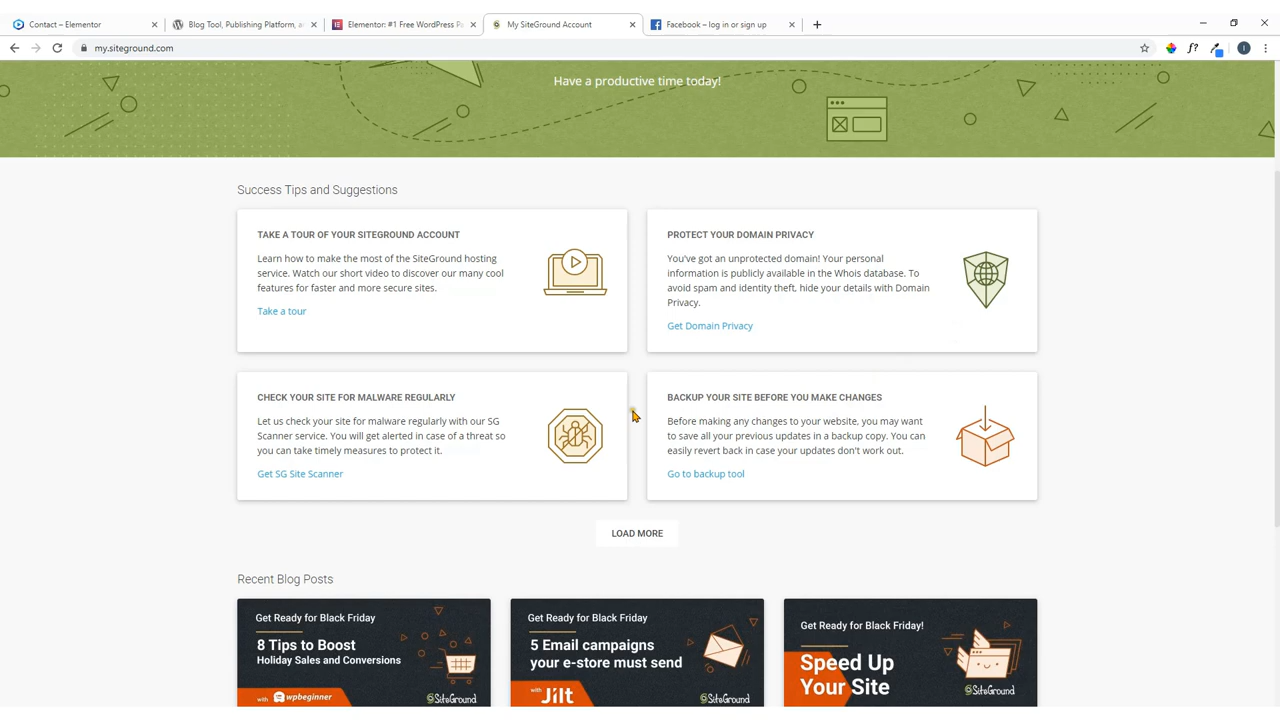 Contact – Elementor
Blog Tool, Publishing Platform, a
Elementor: #1 Free WordPress Pa
My SiteGround Account
Facebook – log in or sign up
my.siteground.com
f?
I
Have a productive time today!
Success Tips and Suggestions
TAKE A TOUR OF YOUR SITEGROUND ACCOUNT
Learn how to make the most of the SiteGround hosting
service. Watch our short video to discover our many cool
features for faster and more secure sites.
Take a tour
PROTECT YOUR DOMAIN PRIVACY
You've got an unprotected domain! Your personal
information is publicly available in the Whois database. To
avoid spam and identity theft, hide your details with Domain
Privacy.
Get Domain Privacy
CHECK YOUR SITE FOR MALWARE REGULARLY
Let us check your site for malware regularly with our SG
Scanner service. You will get alerted in case of a threat so
you can take timely measures to protect it.
Get SG Site Scanner
BACKUP YOUR SITE BEFORE YOU MAKE CHANGES
Before making any changes to your website, you may want
to save all your previous updates in a backup copy. You can
easily revert back in case your updates don't work out.
Go to backup tool
LOAD MORE
Recent Blog Posts
Get Ready for Black Friday
8 Tips to Boost
Holiday Sales and Conversions
with wpbeginner
SiteGround
Get Ready for Black Friday
5 Email campaigns
your e-store must send
with Jilt
SiteGround
Get Ready for Black Friday!
Speed Up
Your Site
SiteGround